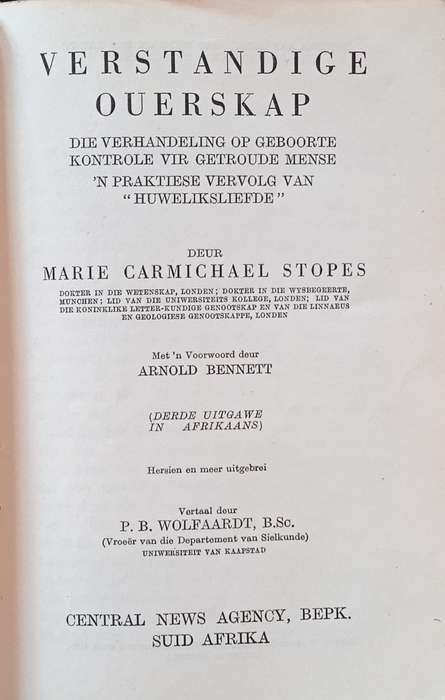 VERSTANDIGE
OUERSKAP
DIE VERHANDELING OP GEBOORTE
KONTROLE VIR GETROUDE MENSE
'N PRAKTIESE VERVOLG VAN
"HUWELIKSLIEFDE"
DEUR
MARIE CARMICHAEL STOPES
DOKTER IN DIE WETENSKAP, LONDEN; DOKTER IN DIE WYSBEGEERTE,
MUNCHEN; LID VAN DIE UNIWERSITEITS KOLLEGE, LONDEN; LID VAN
DIE KONINKLIKE LETTER-KUNDIGE GENOOTSKAP EN VAN DIE LINNAEUS
EN GEOLOGIESE GENOOTSKAPPE, LONDEN
Met 'n Voorwoord deur
ARNOLD BENNETT
(DERDE UITGAWE
IN AFRIKAANS)
Hersien en meer uitgebrei
Vertaal deur
P. B. WOLFAARDT, B.Sc.
(Vroeër van die Departement van Sielkunde)
UNIWERSITEIT VAN KAAPSTAD
CENTRAL NEWS AGENCY, BEPK.
SUID AFRIKA